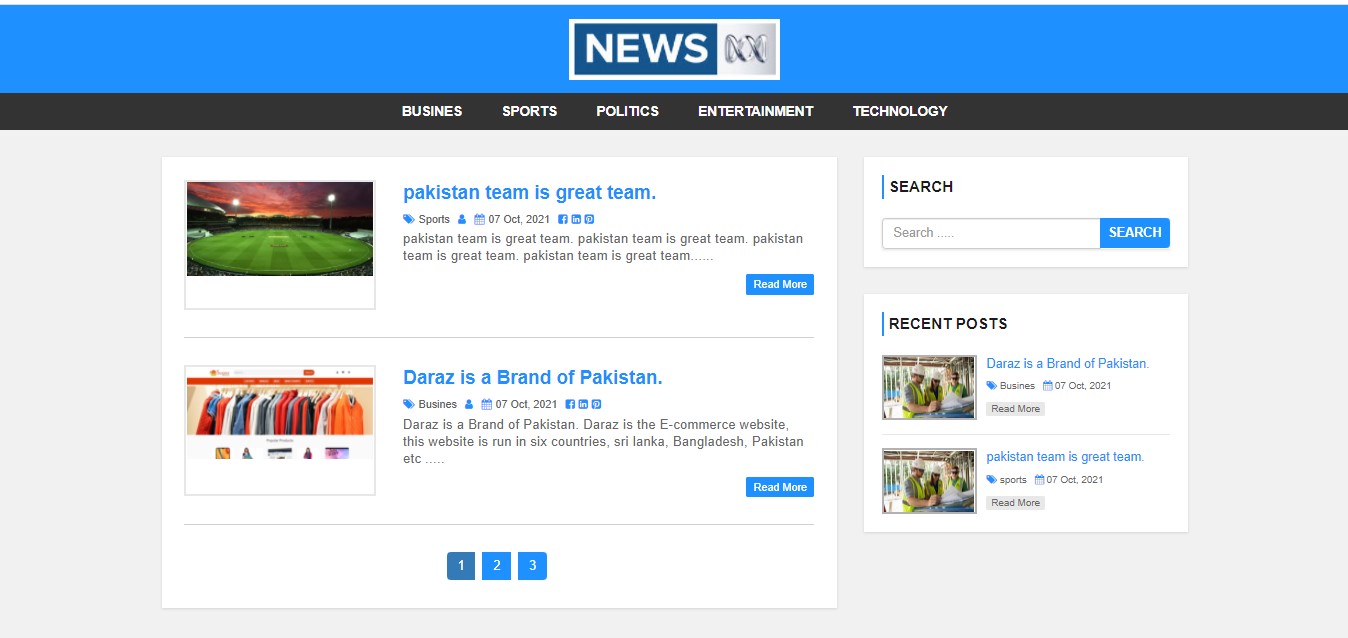 NEWS
BUSINES SPORTS POLITICS ENTERTAINMENT TECHNOLOGY
pakistan team is great team.
Sports 07 Oct, 2021
pakistan team is great team. pakistan team is great team. pakistan
team is great team. pakistan team is great team......
Read More
Daraz is a Brand of Pakistan.
Busines 07 Oct, 2021
Daraz is a Brand of Pakistan. Daraz is the E-commerce website,
this website is run in six countries, sri lanka, Bangladesh, Pakistan
etc .....
Read More
Popular Products
1 2 3
SEARCH
Search ..... SEARCH
RECENT POSTS
Daraz is a Brand of Pakistan.
Busines 07 Oct, 2021
Read More
pakistan team is great team.
sports 07 Oct, 2021
Read More